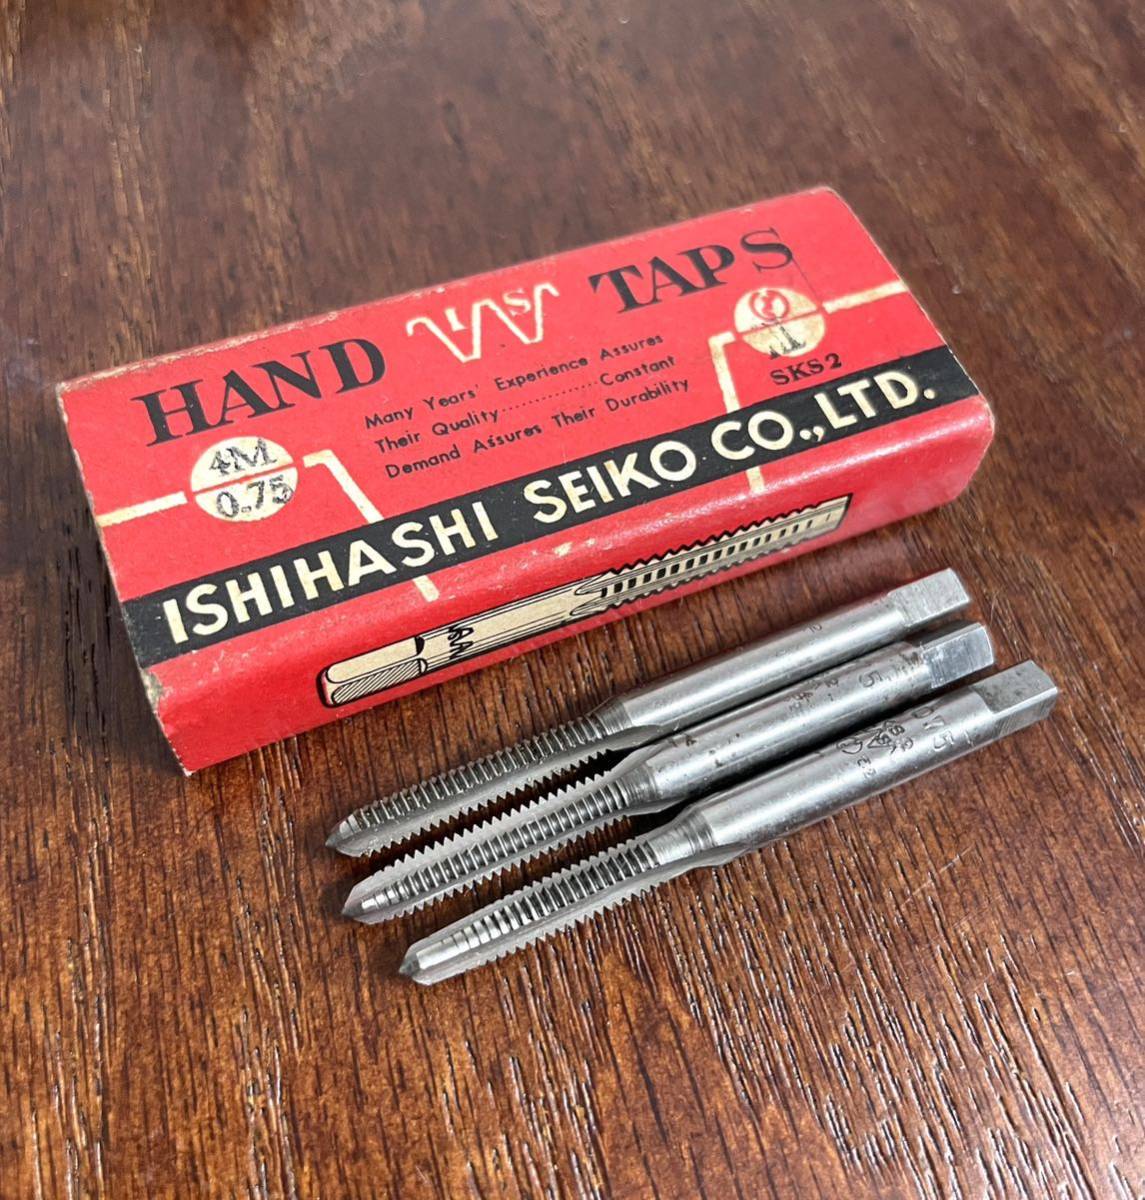 HAND TAPS
IS
Many Years' Experience Assures
Their Quality................Constant
Demand Assures Their Durability
4M
0.75
SKS2
ISHIHASHI SEIKO CO.,LTD.